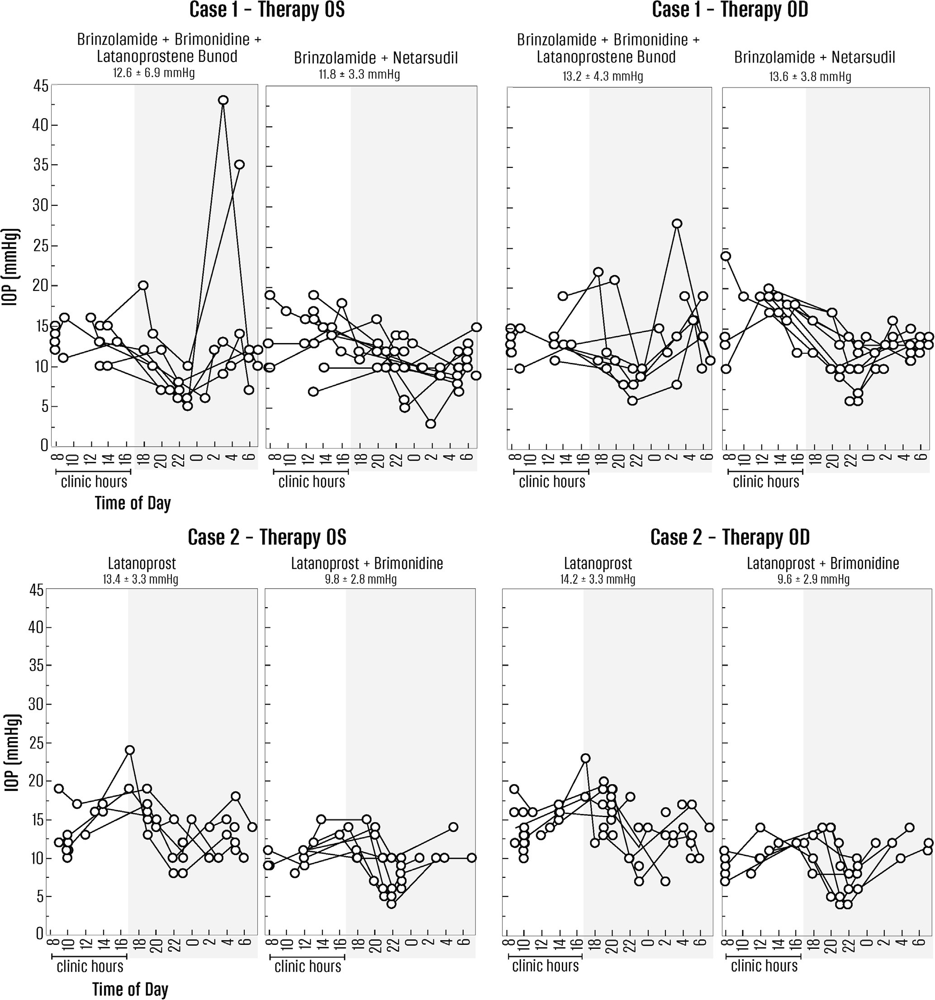 Case 1 - Therapy OS
Case 1 - Therapy OD
Brinzolamide + Brimonidine +
Latanoprostene Bunod
12.6 ± 6.9 mmHg
Brinzolamide + Netarsudil
11.8 ± 3.3 mmHg
Brinzolamide + Brimonidine +
Latanoprostene Bunod
13.2 ± 4.3 mmHg
Brinzolamide + Netarsudil
13.6 ± 3.8 mmHg
IOP (mmHg)
45
40
35
30
25
20
15
10
5
0
8 10 12 14 16 18 20 22 0 2 4 6
8 10 12 14 16 18 20 22 0 2 4 6
8 10 12 14 16 18 20 22 0 2 4 6
8 10 12 14 16 18 20 22 0 2 4 6
clinic hours
clinic hours
clinic hours
clinic hours
Time of Day
Case 2 - Therapy OS
Case 2 - Therapy OD
Latanoprost
13.4 ± 3.3 mmHg
Latanoprost + Brimonidine
9.8 ± 2.8 mmHg
Latanoprost
14.2 ± 3.3 mmHg
Latanoprost + Brimonidine
9.6 ± 2.9 mmHg
IOP (mmHg)
45
40
35
30
25
20
15
10
5
0
8 10 12 14 16 18 20 22 0 2 4 6
8 10 12 14 16 18 20 22 0 2 4 6
8 10 12 14 16 18 20 22 0 2 4 6
8 10 12 14 16 18 20 22 0 2 4 6
clinic hours
clinic hours
clinic hours
clinic hours
Time of Day